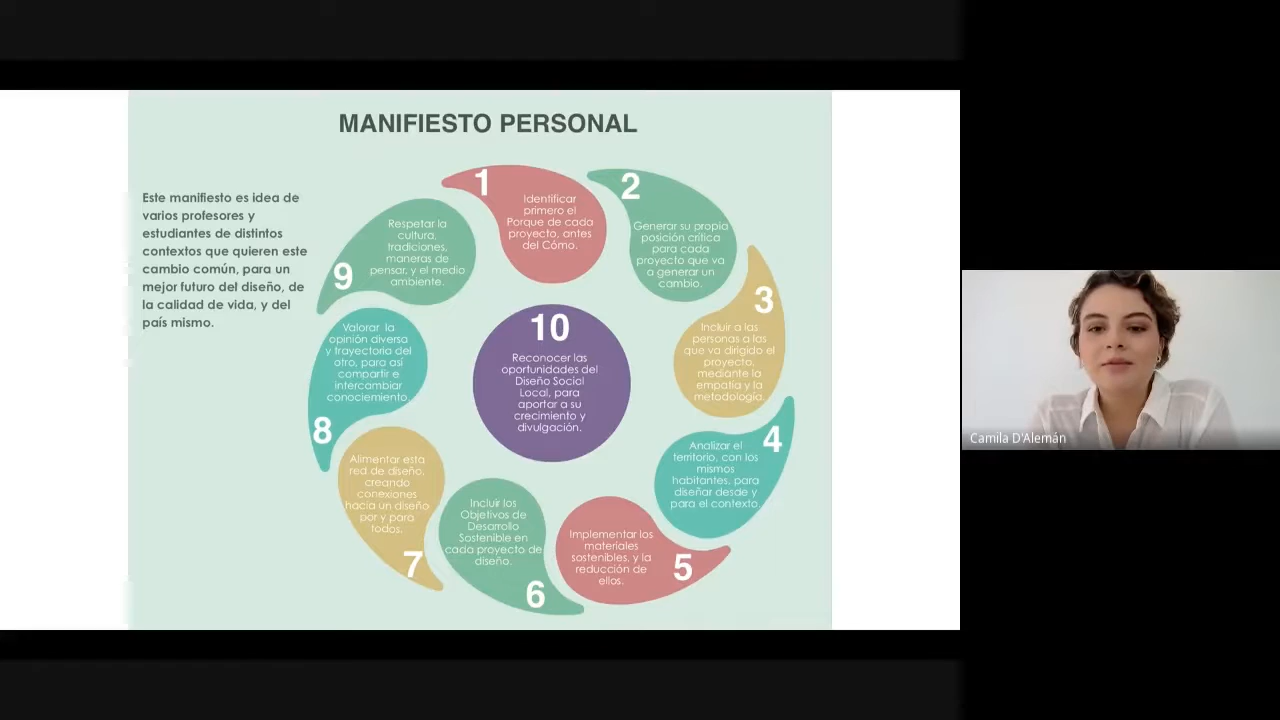 MANIFIESTO PERSONAL
Este manifiesto es idea de
varios profesores y
estudiantes de distintos
contextos que quieren este
cambio común, para un
mejor futuro del diseño, de
la calidad de vida, y del
país mismo.
1
Identificar
primero el
Porque de cada
proyecto, antes
del Cómo.
2
Generar su propia
posición crítica
para cada
proyecto que va
a generar un
cambio.
3
Incluir a las
personas a las
que va dirigido el
proyecto,
mediante la
empatía y la
metodología.
4
Analizar el
territorio, con los
mismos
habitantes, para
diseñar desde y
para el contexto.
5
Implementar los
materiales
sostenibles, y la
reducción de
ellos.
6
Incluir los
Objetivos de
Desarrollo
Sostenible en
cada proyecto de
diseño.
7
Alimentar esta
red de diseño,
creando
conexiones
hacia un diseño
por y para
todos.
8
Valorar la
opinión diversa
y trayectoria del
otro, para así
compartir e
intercambiar
conociemiento.
9
Respetar la
cultura,
tradiciones,
maneras de
pensar, y el medio
ambiente.
10
Reconocer las
oportunidades del
Diseño Social
Local, para
aportar a su
crecimiento y
divulgación.
Camila D'Alemán